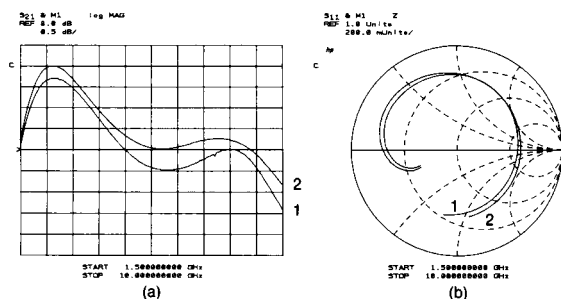 S21 & M1 log MAG
REF 8.0 dB
0.5 dB/
C
2
1
START 1.500000000 GHz
STOP 10.000000000 GHz
(a)
S11 & M1 Z
REF 1.0 Units
200.0 mUnits/
hp
C
1
2
START 1.500000000 GHz
STOP 10.000000000 GHz
(b)